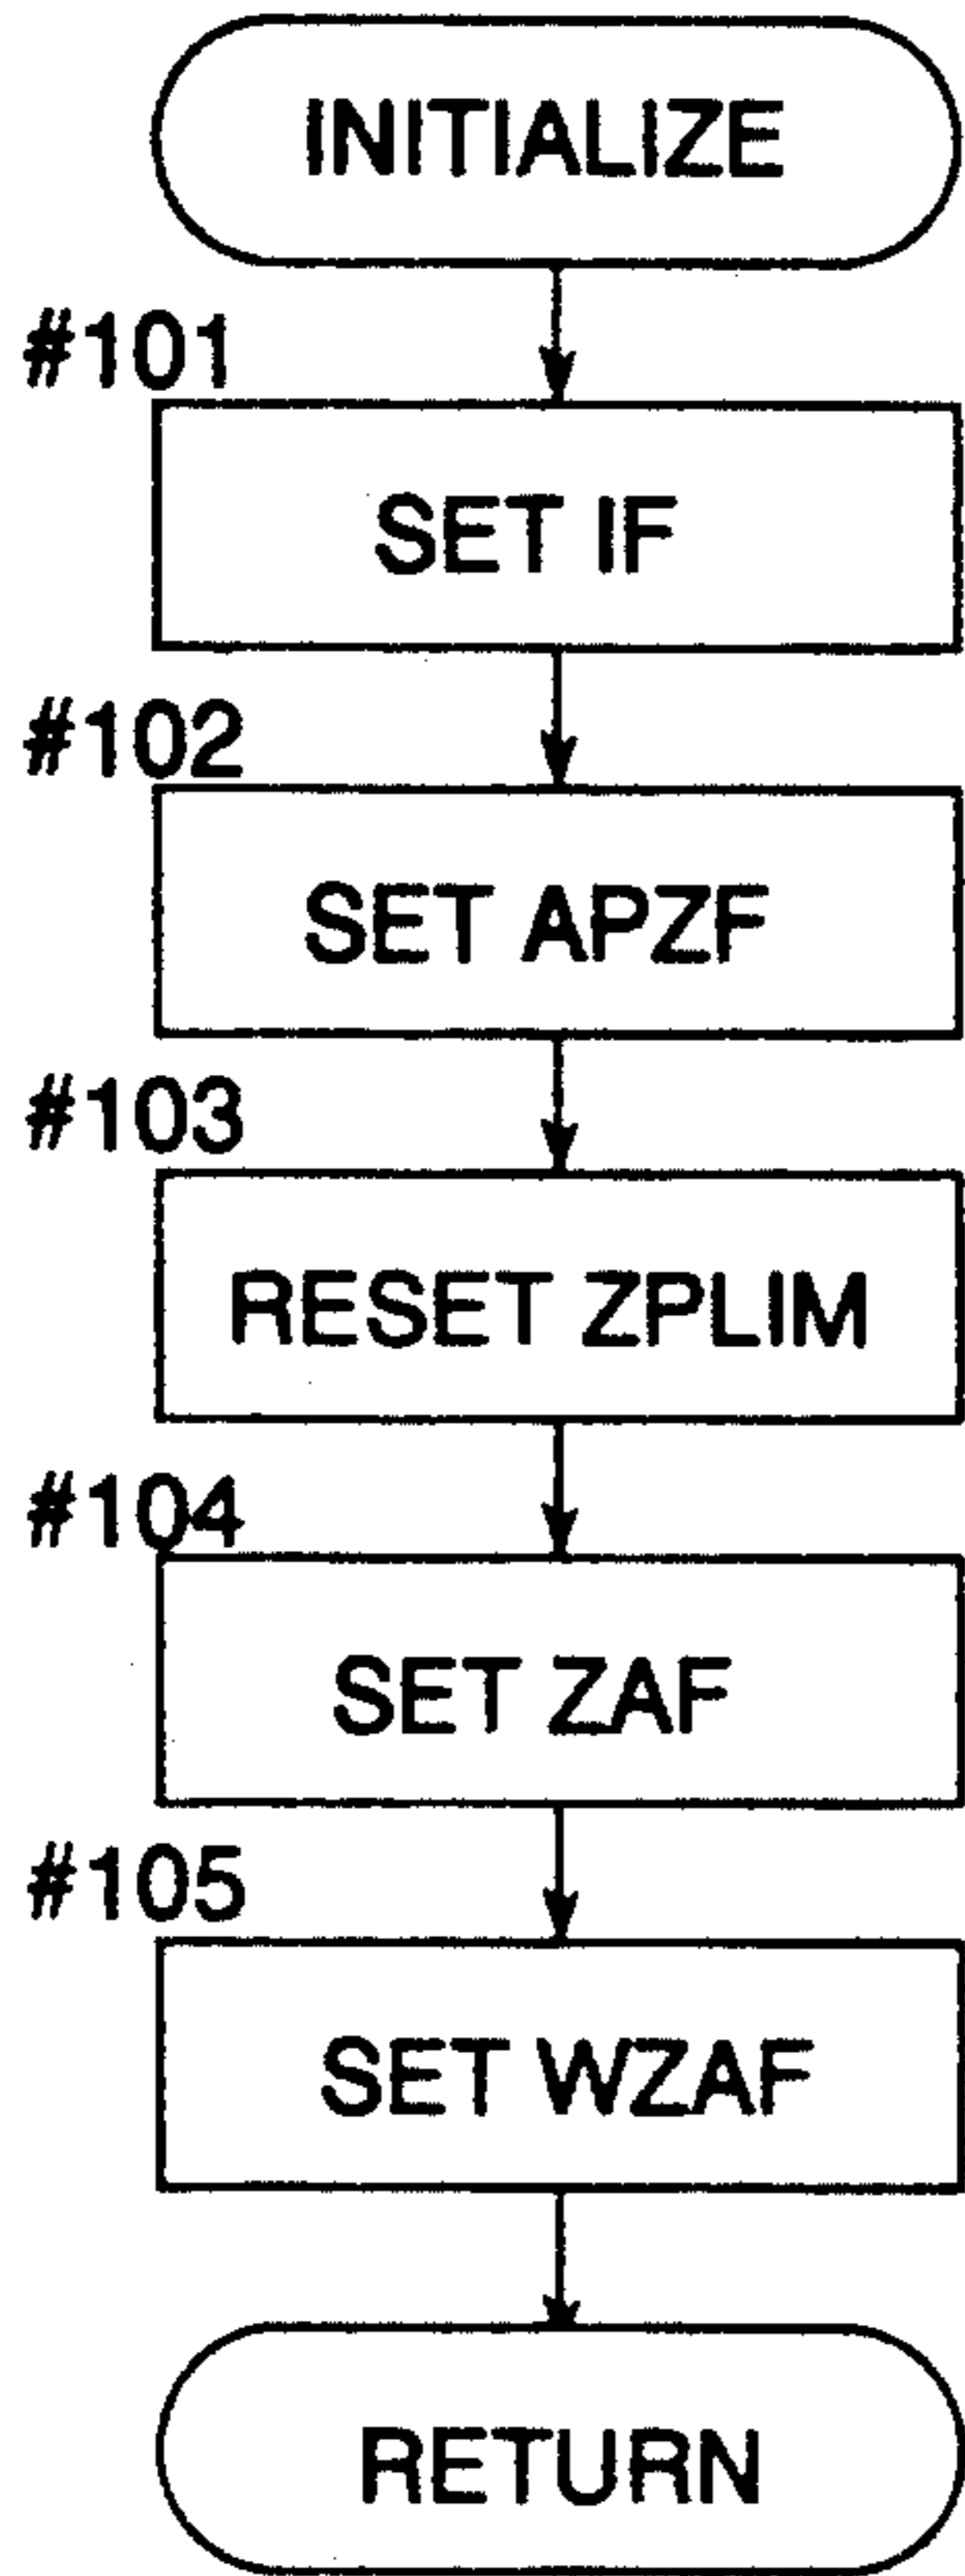 INITIALIZE
#101
SET IF
#102
SET APZF
#103
RESET ZPLIM
#104
SET ZAF
#105
SET WZAF
RETURN